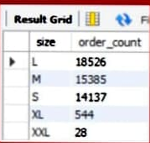 Result Grid
size order_count
L 18526
M 15385
S 14137
XL 544
XXL 28